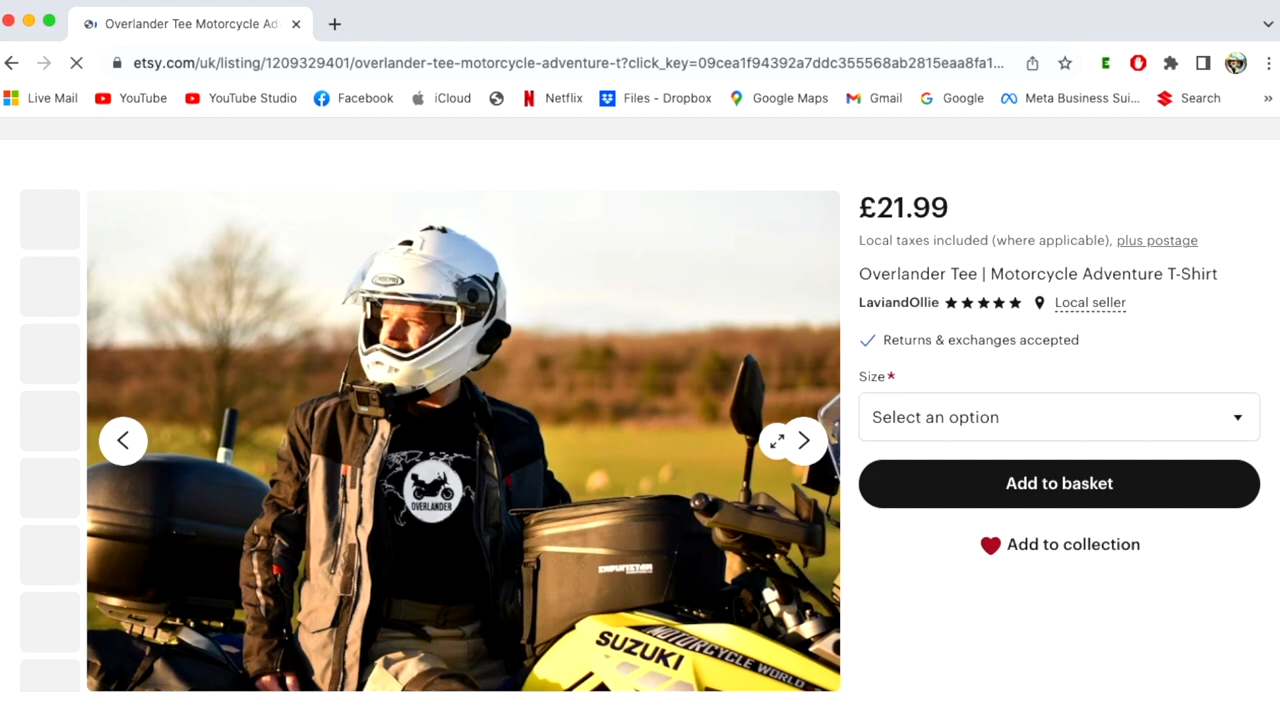 Overlander Tee Motorcycle Ad
etsy.com/uk/listing/1209329401/overlander-tee-motorcycle-adventure-t?click_key=09cea1f94392a7ddc355568ab2815eaa8fa1...
Live Mail YouTube YouTube Studio Facebook iCloud Netflix Files - Dropbox Google Maps Gmail Google Meta Business Sui... Search »
£21.99
Local taxes included (where applicable), plus postage
Overlander Tee | Motorcycle Adventure T-Shirt
LaviandOllie ★★★★★ Local seller
Returns & exchanges accepted
Size*
Select an option
Add to basket
Add to collection
OVERLANDER
ENDURISTAN
SUZUKI
MOTORCYCLE WORLD